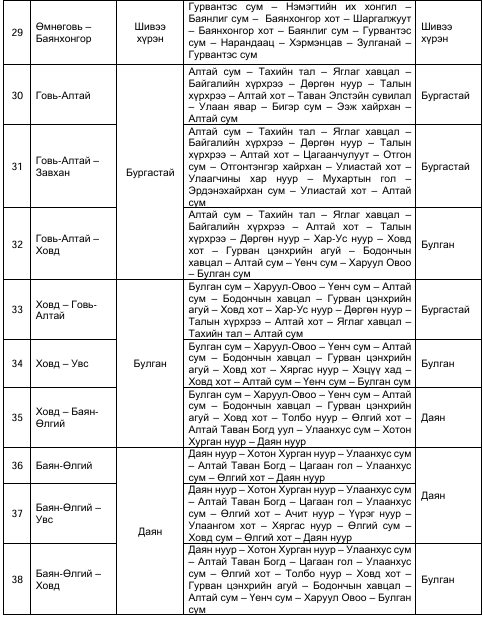 29
Өмнөговь –
Баянхонгор
Шивээ
хүрэн
Гурвантэс сум – Нэмэгтийн их хонгил –
Баянлиг сум – Баянхонгор хот – Шаргалжуут
– Баянхонгор хот – Баянлиг сум – Гурвантэс
сум – Нарандаац – Хэрмэнцав – Зулганай –
Гурвантэс сум
Шивээ
хүрэн
30
Говь-Алтай
Бургастай
Алтай сум – Тахийн тал – Яглаг хавцал –
Байгалийн хүрхрээ – Дөргөн нуур – Талын
хүрхрээ – Алтай хот – Таван Элстэйн сувилал
– Улаан явар – Бигэр сум – Ээж хайрхан –
Алтай сум
Бургастай
31
Говь-Алтай –
Завхан
Алтай сум – Тахийн тал – Яглаг хавцал –
Байгалийн хүрхрээ – Дөргөн нуур – Талын
хүрхрээ – Алтай хот – Цагаанчулуут – Отгон
сум – Отгонтэнгэр хайрхан – Улиастай хот –
Улаагчины хар нуур – Мухартын гол –
Эрдэнэхайрхан сум – Улиастай хот – Алтай
сум
Бургастай
32
Говь-Алтай –
Ховд
Алтай сум – Тахийн тал – Яглаг хавцал –
Байгалийн хүрхрээ – Алтай хот – Талын
хүрхрээ – Дөргөн нуур – Хар-Ус нуур – Ховд
хот – Гурван цэнхрийн агуй – Бодончын
хавцал – Алтай сум – Үенч сум – Харуул Овоо
– Булган сум
Булган
33
Ховд – Говь-
Алтай
Булган
Булган сум – Харуул-Овоо – Үенч сум – Алтай
сум – Бодончын хавцал – Гурван цэнхрийн
агуй – Ховд хот – Хар-Ус нуур – Дөргөн нуур –
Талын хүрхрээ – Алтай хот – Яглаг хавцал –
Тахийн тал – Алтай сум
Бургастай
34
Ховд – Увс
Булган сум – Харуул-Овоо – Үенч сум – Алтай
сум – Бодончын хавцал – Гурван цэнхрийн
агуй – Ховд хот – Хяргас нуур – Хэцүү хад –
Ховд хот – Алтай сум – Үенч сум – Булган сум
Булган
35
Ховд – Баян-
Өлгий
Булган сум – Харуул-Овоо – Үенч сум – Алтай
сум – Бодончын хавцал – Гурван цэнхрийн
агуй – Ховд хот – Толбо нуур – Өлгий хот –
Алтай Таван Богд уул – Улаанхус сум – Хотон
Хурган нуур – Даян нуур
Даян
36
Баян-Өлгий
Даян
Даян нуур – Хотон Хурган нуур – Улаанхус сум
– Алтай Таван Богд – Цагаан гол – Улаанхус
сум – Өлгий хот – Даян нуур
Даян
37
Баян-Өлгий –
Увс
Даян нуур – Хотон Хурган нуур – Улаанхус сум
– Алтай Таван Богд – Цагаан гол – Улаанхус
сум – Өлгий хот – Ачит нуур – Үүрэг нуур –
Улаангом хот – Хяргас нуур – Өлгий сум –
Ховд сум – Өлгий хот – Даян нуур
38
Баян-Өлгий –
Ховд
Даян нуур – Хотон Хурган нуур – Улаанхус сум
– Алтай Таван Богд – Цагаан гол – Улаанхус
сум – Өлгий хот – Толбо нуур – Ховд хот –
Гурван цэнхрийн агуй – Бодончын хавцал –
Алтай сум – Үенч сум – Харуул Овоо – Булган
сум
Булган